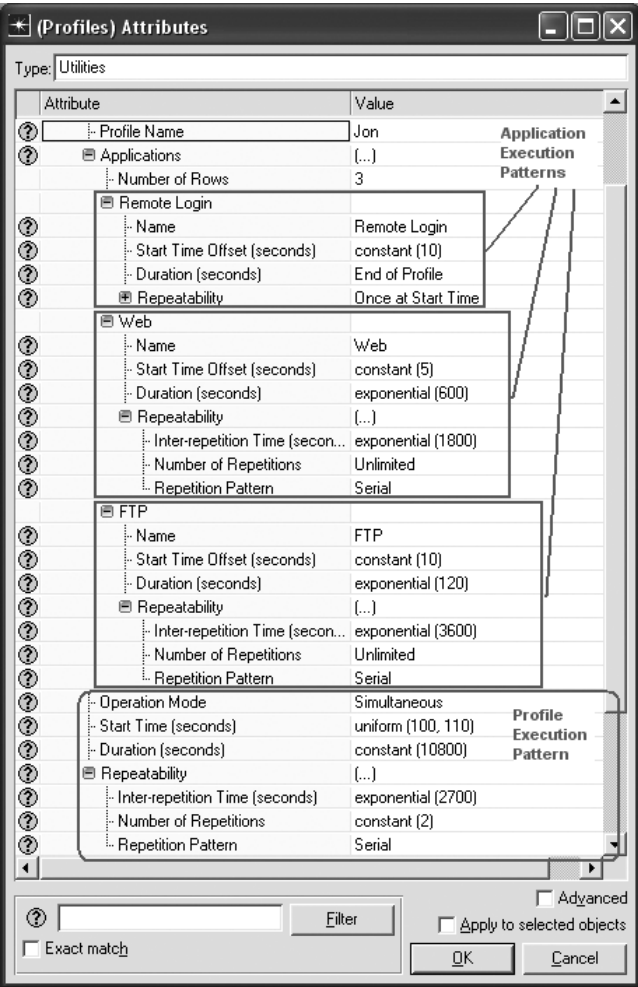 (Profiles) Attributes
Type: Utilities
Attribute Value
Profile Name Jon
Applications (...)
Number of Rows 3
Application
Execution
Patterns
Remote Login
Name Remote Login
Start Time Offset (seconds) constant (10)
Duration (seconds) End of Profile
Repeatability Once at Start Time
Web
Name Web
Start Time Offset (seconds) constant (5)
Duration (seconds) exponential (600)
Repeatability (...)
Inter-repetition Time (secon... exponential (1800)
Number of Repetitions Unlimited
Repetition Pattern Serial
FTP
Name FTP
Start Time Offset (seconds) constant (10)
Duration (seconds) exponential (120)
Repeatability (...)
Inter-repetition Time (secon... exponential (3600)
Number of Repetitions Unlimited
Repetition Pattern Serial
Operation Mode Simultaneous
Start Time (seconds) uniform (100, 110)
Duration (seconds) constant (10800)
Repeatability (...)
Inter-repetition Time (seconds) exponential (2700)
Number of Repetitions constant (2)
Repetition Pattern Serial
Profile
Execution
Pattern
Advanced
Filter
Apply to selected objects
Exact match
OK Cancel